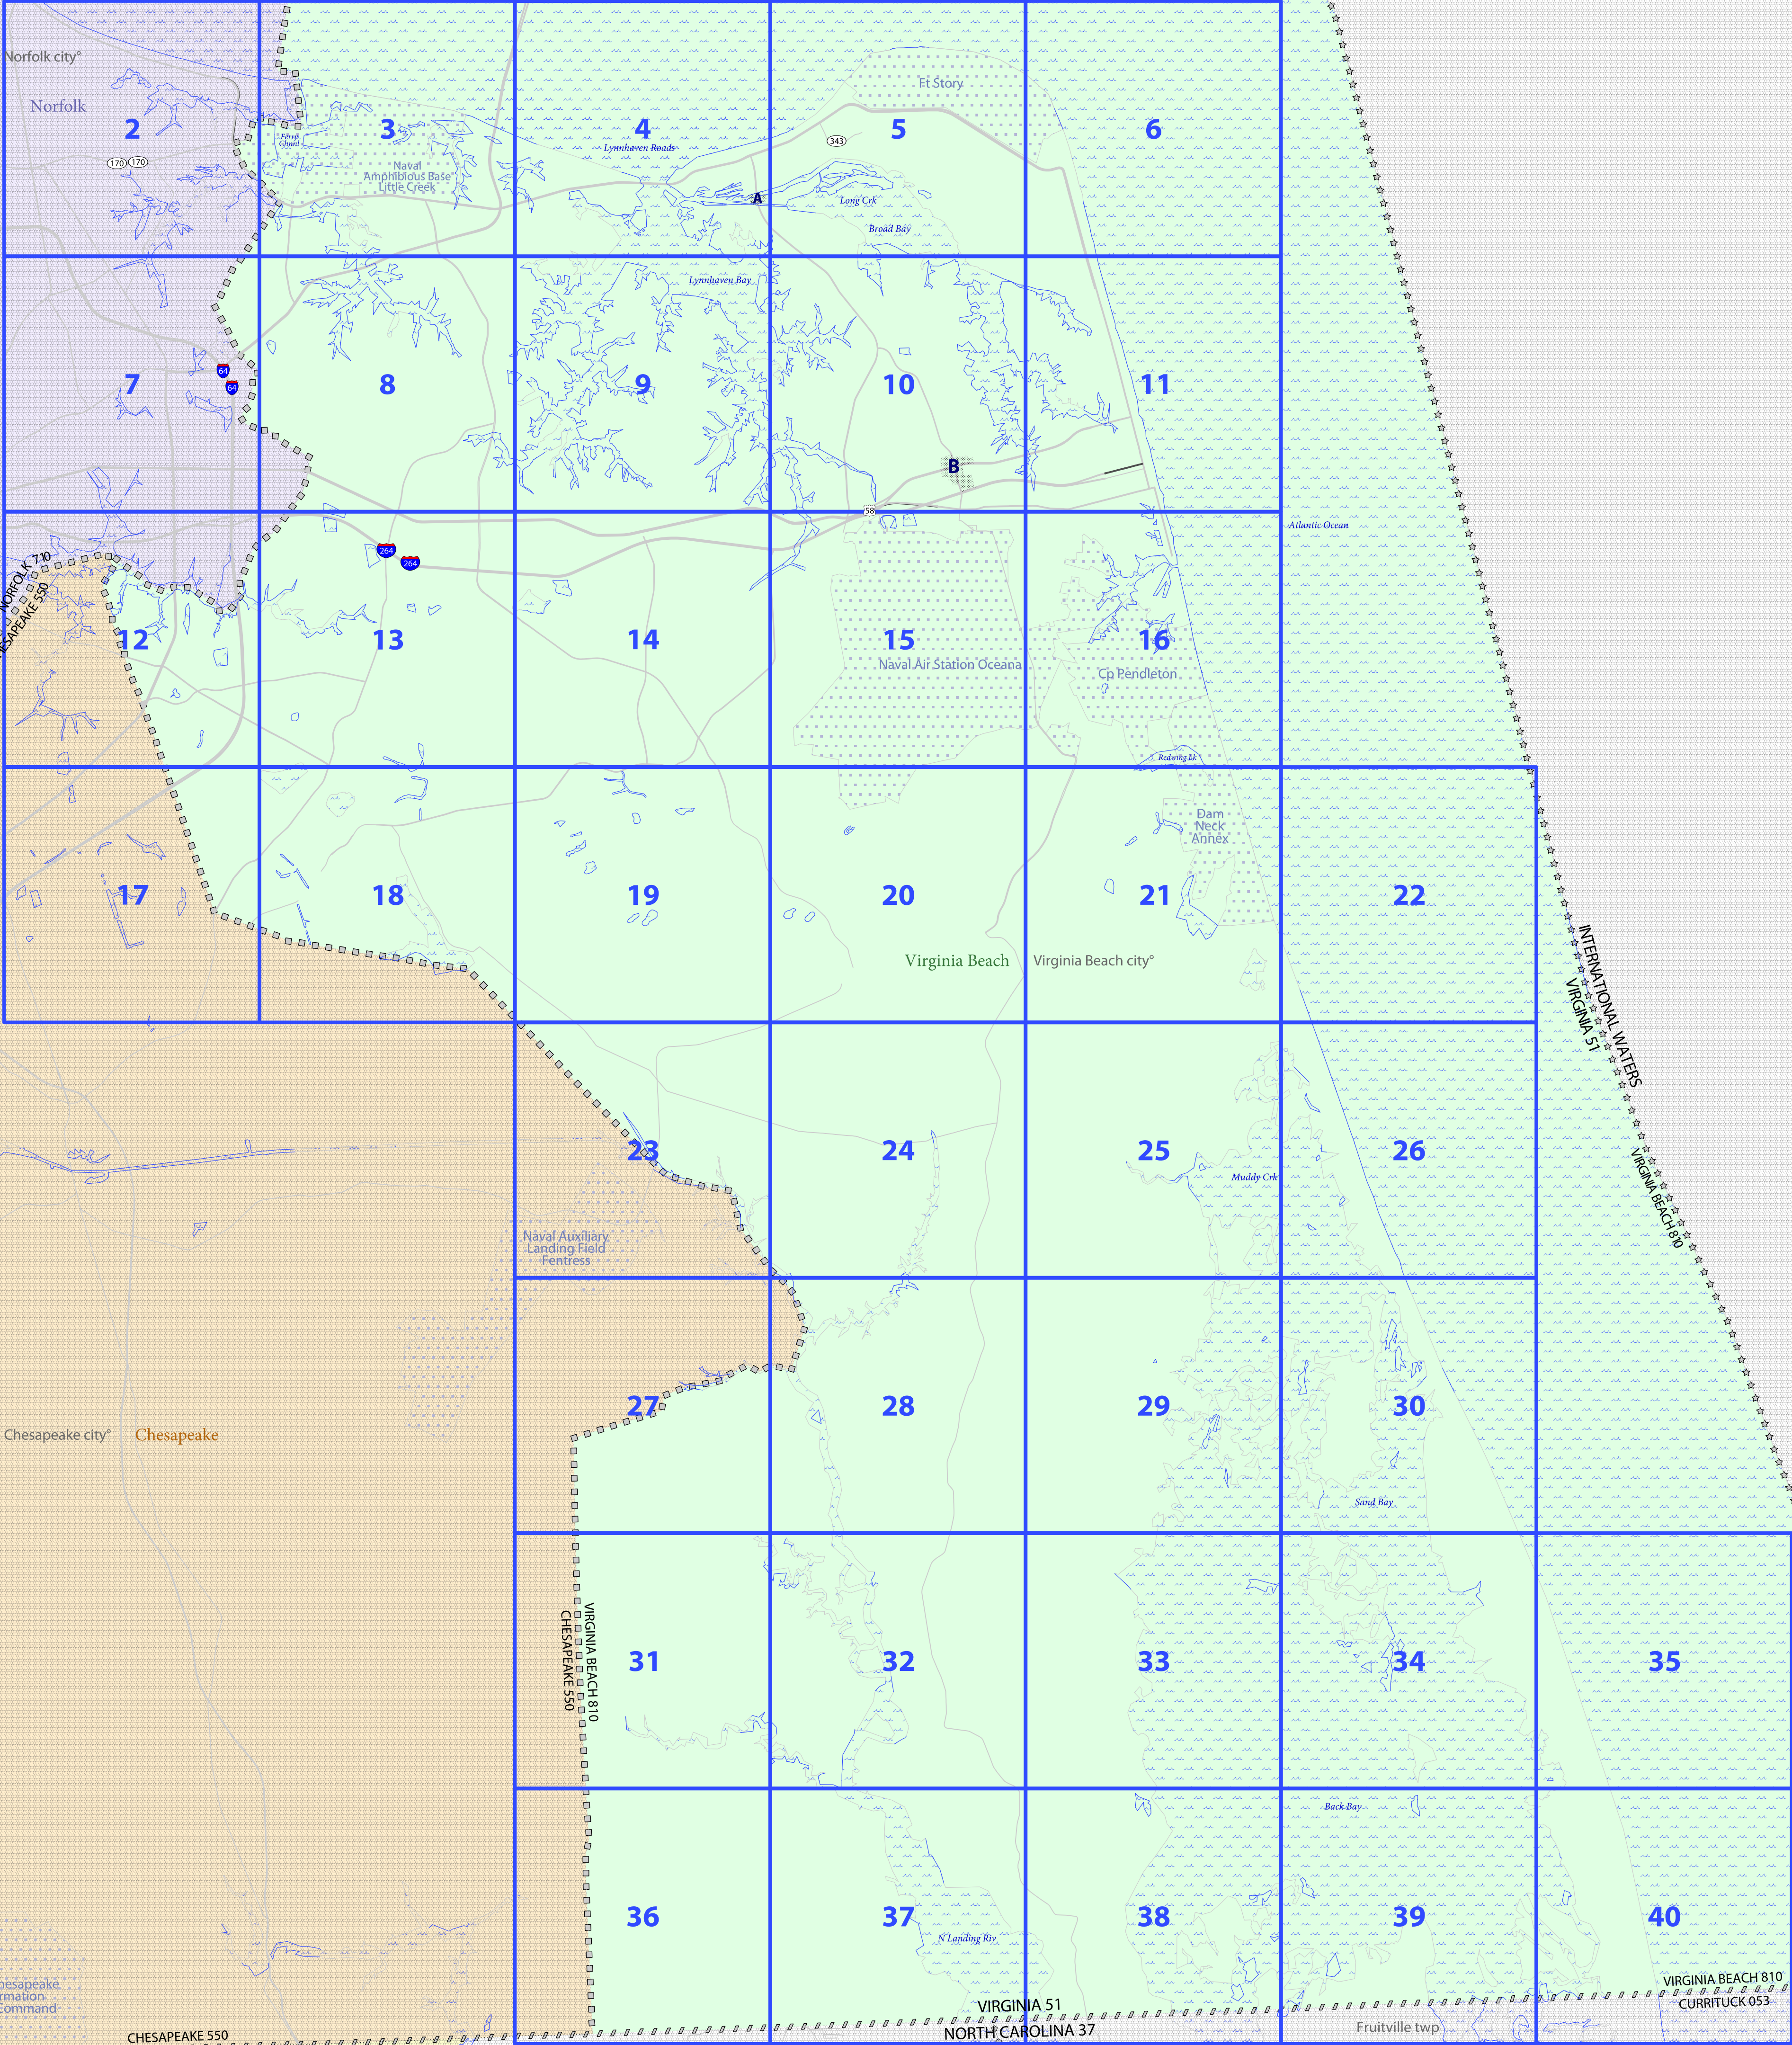 Norfolk city°
Ft Story
Norfolk
2
3
4
5
6
Ferry
Chnnl
343
Lynnhaven Roads
170
170
Naval
Amphibious Base
Little Creek
A
Long Crk
Broad Bay
Lynnhaven Bay
64
64
7
8
9
10
11
B
58
Atlantic Ocean
NORFOLK 710
CHESAPEAKE 550
264
264
12
13
14
15
16
Naval Air Station Oceana
Cp Pendleton
Redwing Lk
Dam
Neck
Annex
17
18
19
20
21
22
Virginia Beach
Virginia Beach city°
INTERNATIONAL WATERS
VIRGINIA 51
23
24
25
26
Muddy Crk
VIRGINIA BEACH 810
Naval Auxiliary
Landing Field
Fentress
27
28
29
30
Chesapeake city°
Chesapeake
Sand Bay
VIRGINIA BEACH 810
CHESAPEAKE 550
31
32
33
34
35
Back Bay
36
37
38
39
40
N Landing Riv
hesapeake
rmation
Command
VIRGINIA BEACH 810
CURRITUCK 053
VIRGINIA 51
NORTH CAROLINA 37
Fruitville twp
CHESAPEAKE 550